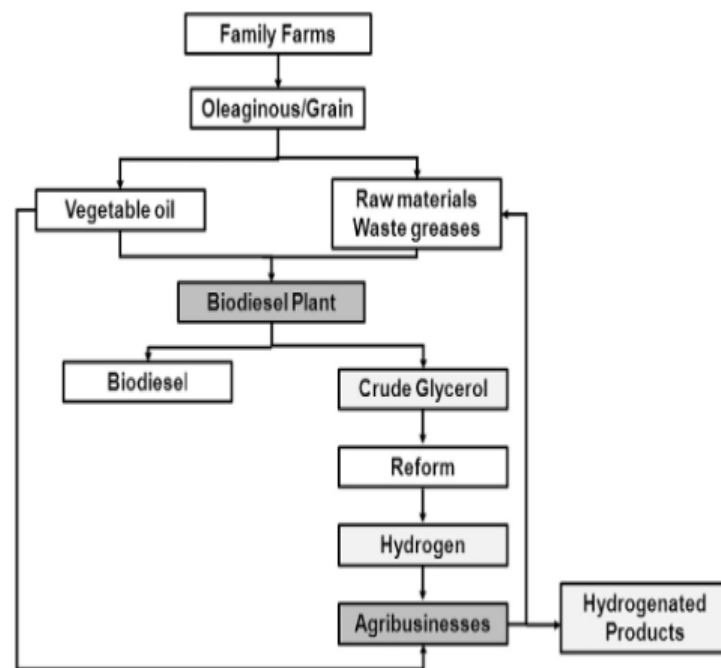 Family Farms
Oleaginous/Grain
Vegetable oil
Raw materials
Waste greases
Biodiesel Plant
Biodiesel
Crude Glycerol
Reform
Hydrogen
Agribusinesses
Hydrogenated
Products